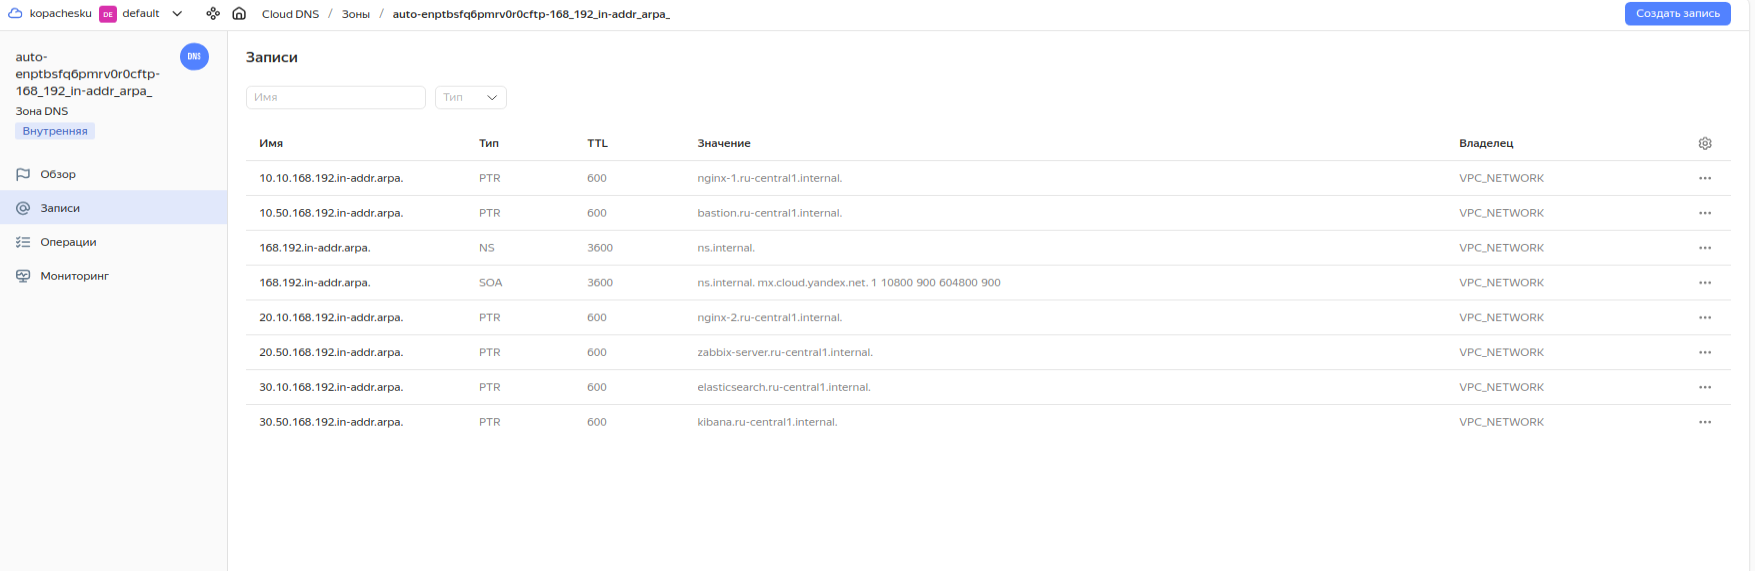 kopachesku DE default Cloud DNS / Зоны / auto-enptbsfq6pmrv0r0cftp-168_192_in-addr_arpa_ Создать запись
auto-
enptbsfq6pmrv0r0cftp-
168_192_in-addr_arpa_
DNS
Зона DNS
Внутренняя
Обзор
Записи
Операции
Мониторинг
Записи
Имя Тип
Имя Тип TTL Значение Владелец
10.10.168.192.in-addr.arpa. PTR 600 nginx-1.ru-central1.internal. VPC_NETWORK
10.50.168.192.in-addr.arpa. PTR 600 bastion.ru-central1.internal. VPC_NETWORK
168.192.in-addr.arpa. NS 3600 ns.internal. VPC_NETWORK
168.192.in-addr.arpa. SOA 3600 ns.internal. mx.cloud.yandex.net. 1 10800 900 604800 900 VPC_NETWORK
20.10.168.192.in-addr.arpa. PTR 600 nginx-2.ru-central1.internal. VPC_NETWORK
20.50.168.192.in-addr.arpa. PTR 600 zabbix-server.ru-central1.internal. VPC_NETWORK
30.10.168.192.in-addr.arpa. PTR 600 elasticsearch.ru-central1.internal. VPC_NETWORK
30.50.168.192.in-addr.arpa. PTR 600 kibana.ru-central1.internal. VPC_NETWORK